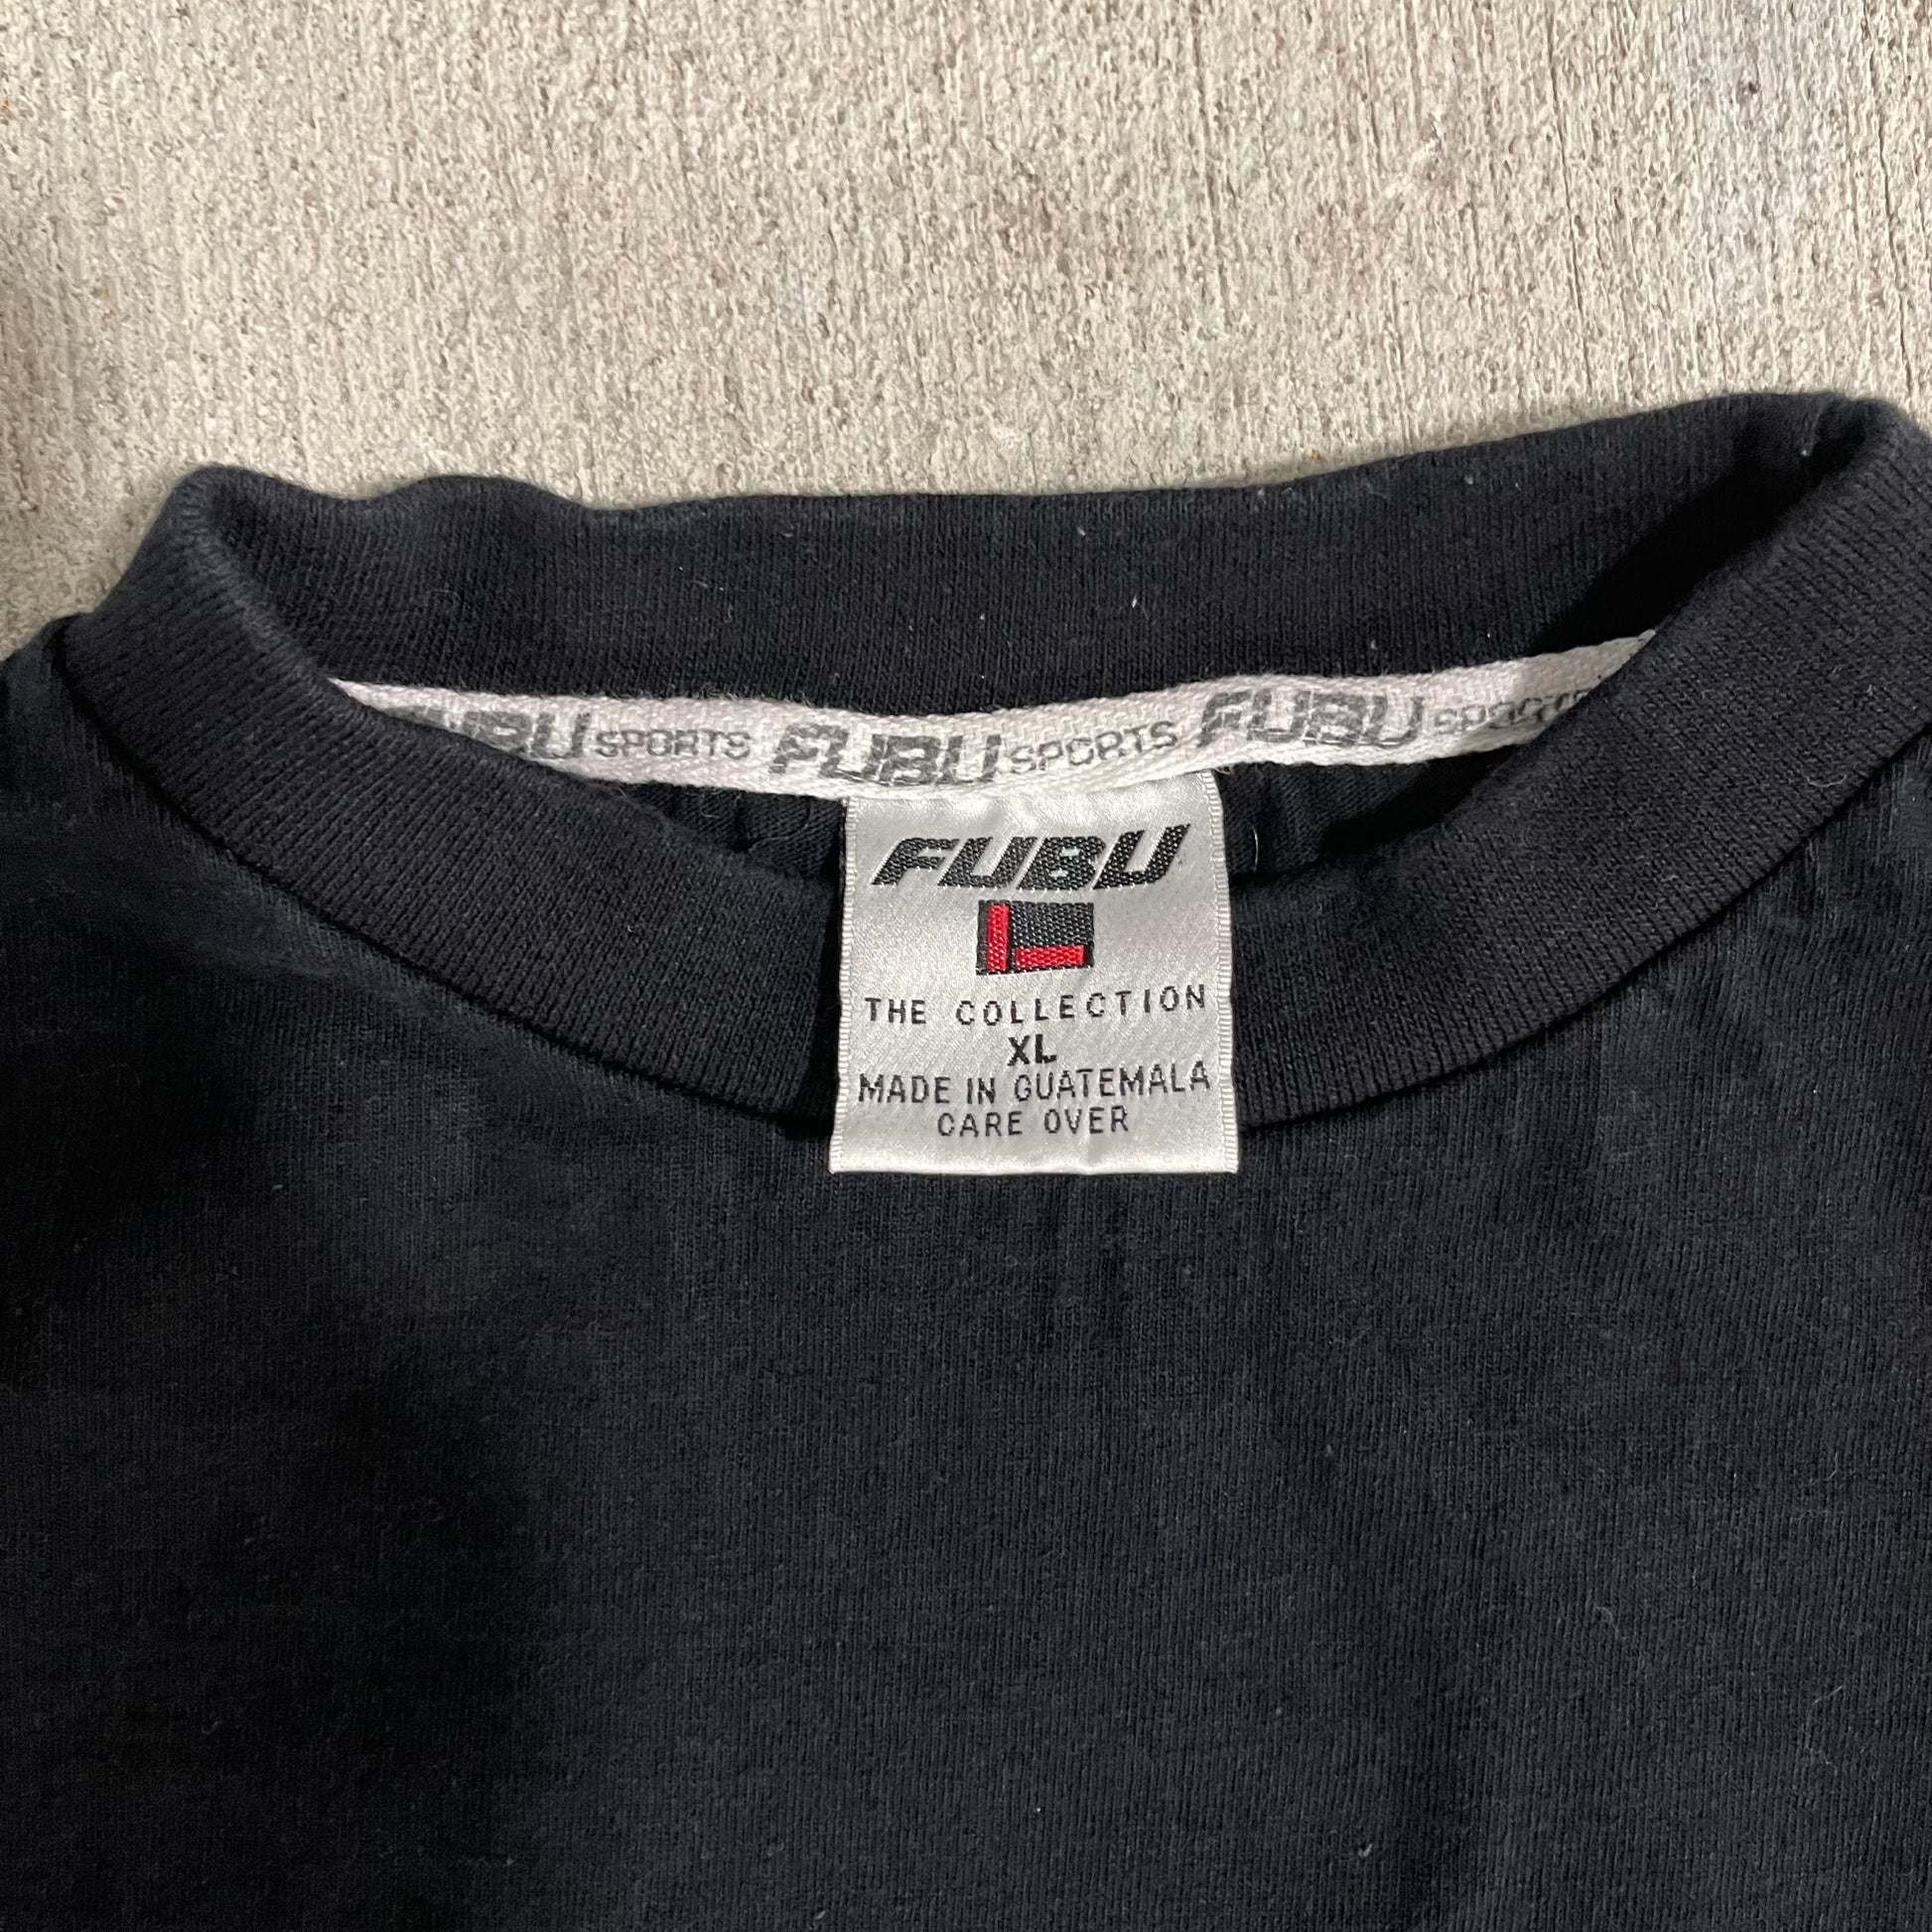 FUBU SPORTS FUBU SPORTS FUBU SPORTS
FUBU
THE COLLECTION
XL
MADE IN GUATEMALA
CARE OVER